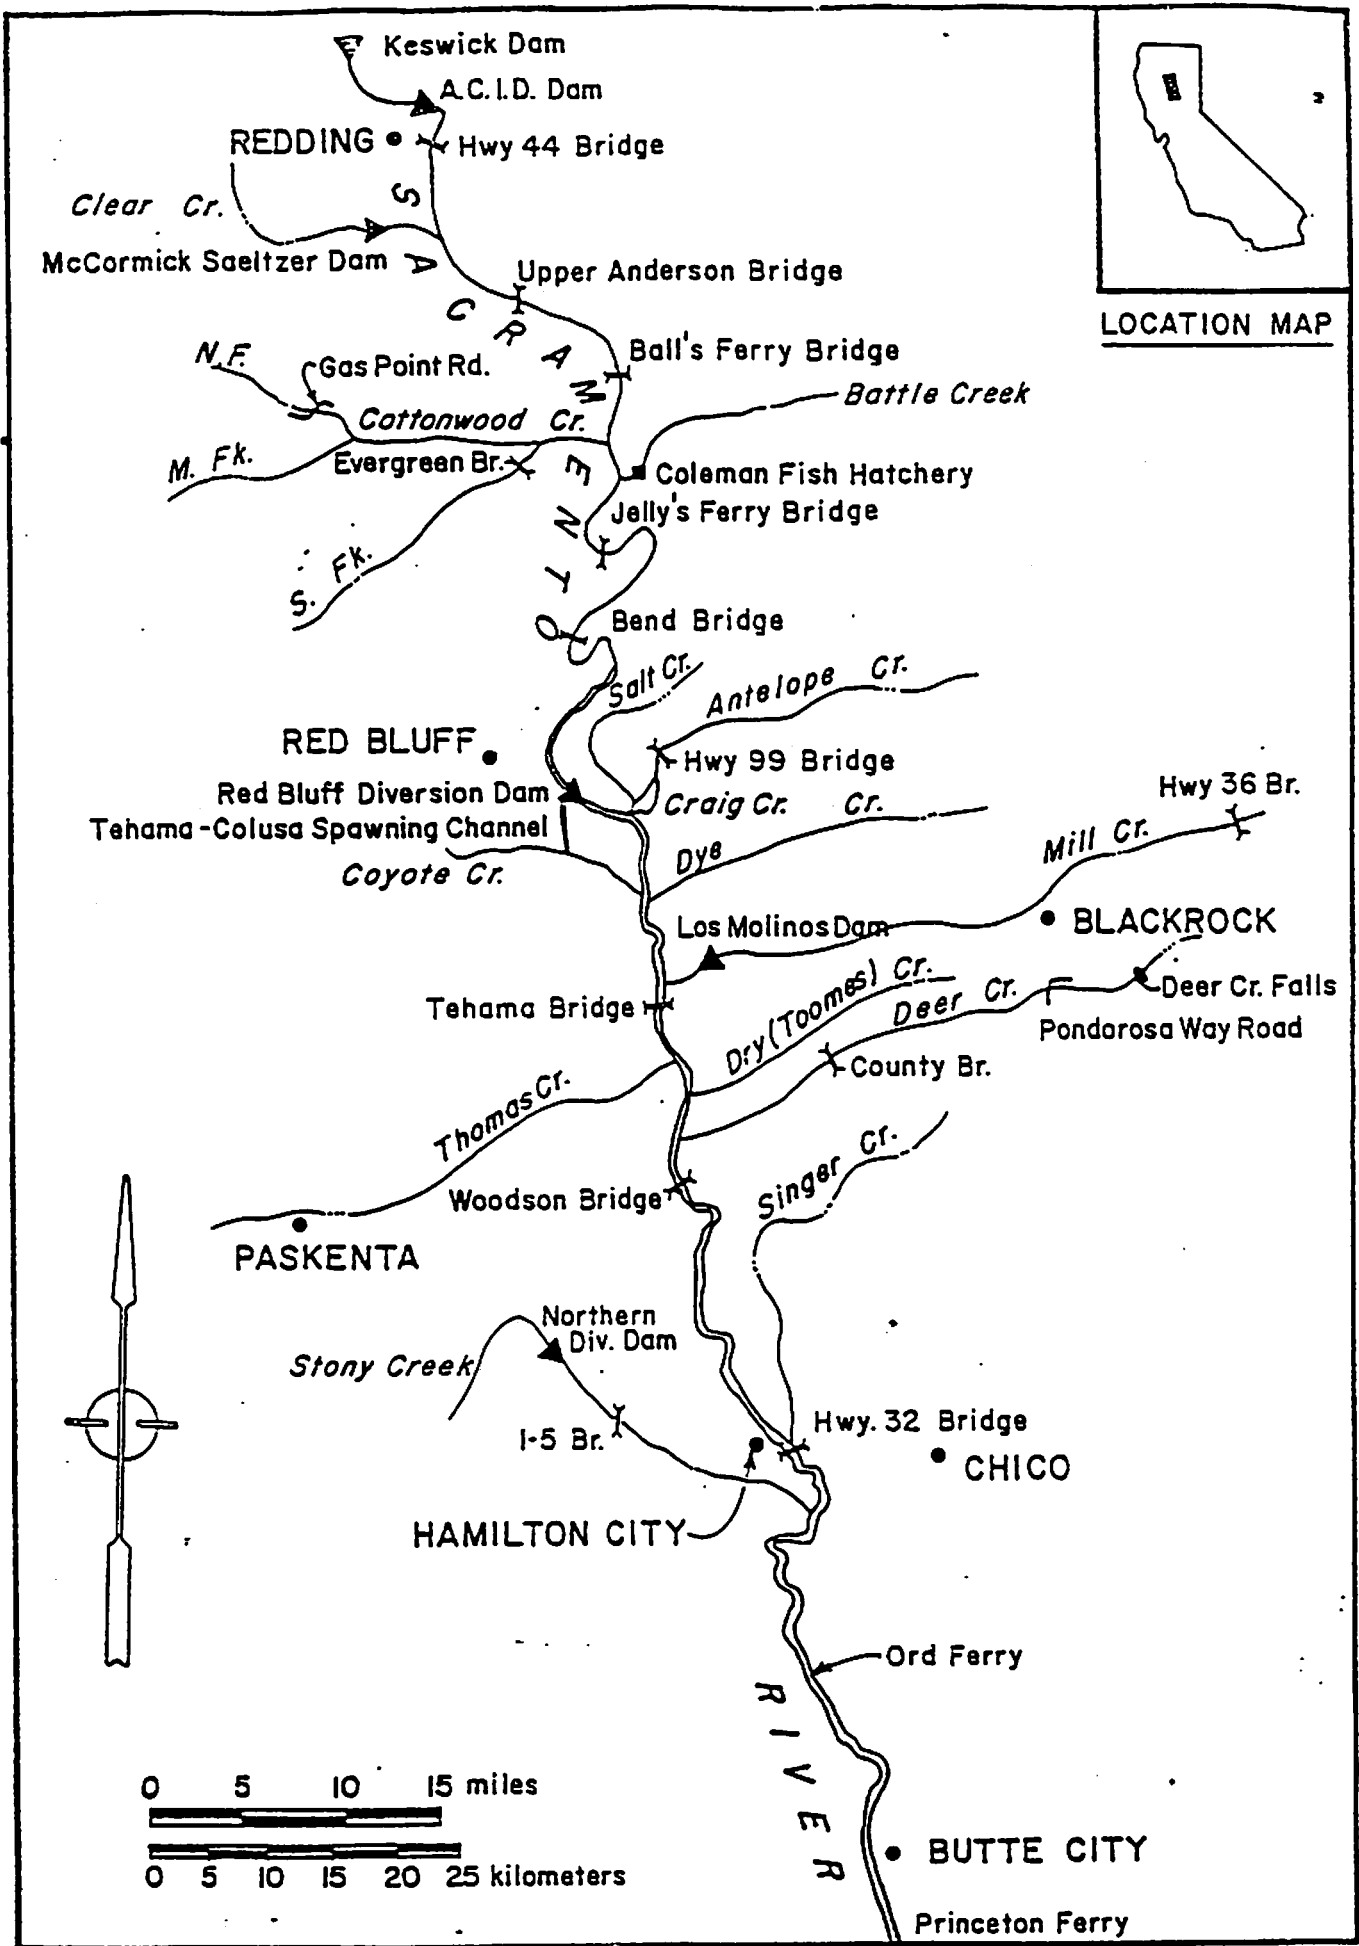 Keswick Dam
A.C.I.D. Dam
REDDING
Hwy 44 Bridge
Clear Cr.
McCormick Saeltzer Dam
Upper Anderson Bridge
LOCATION MAP
SACRAMENTO
N.F.
Gas Point Rd.
Ball's Ferry Bridge
Battle Creek
Cottonwood Cr.
M. Fk.
Evergreen Br.
Coleman Fish Hatchery
Jelly's Ferry Bridge
S. Fk.
Bend Bridge
Salt Cr.
Antelope Cr.
RED BLUFF
Hwy 99 Bridge
Red Bluff Diversion Dam
Craig Cr.
Hwy 36 Br.
Tehama-Colusa Spawning Channel
Dye Cr.
Mill Cr.
Coyote Cr.
Los Molinos Dam
BLACKROCK
Dry (Toomes) Cr.
Deer Cr.
Deer Cr. Falls
Tehama Bridge
Pondarosa Way Road
County Br.
Thomas Cr.
Singer Cr.
Woodson Bridge
PASKENTA
Northern
Div. Dam
Stony Creek
I-5 Br.
Hwy. 32 Bridge
CHICO
HAMILTON CITY
Ord Ferry
RIVER
0 5 10 15 miles
0 5 10 15 20 25 kilometers
BUTTE CITY
Princeton Ferry